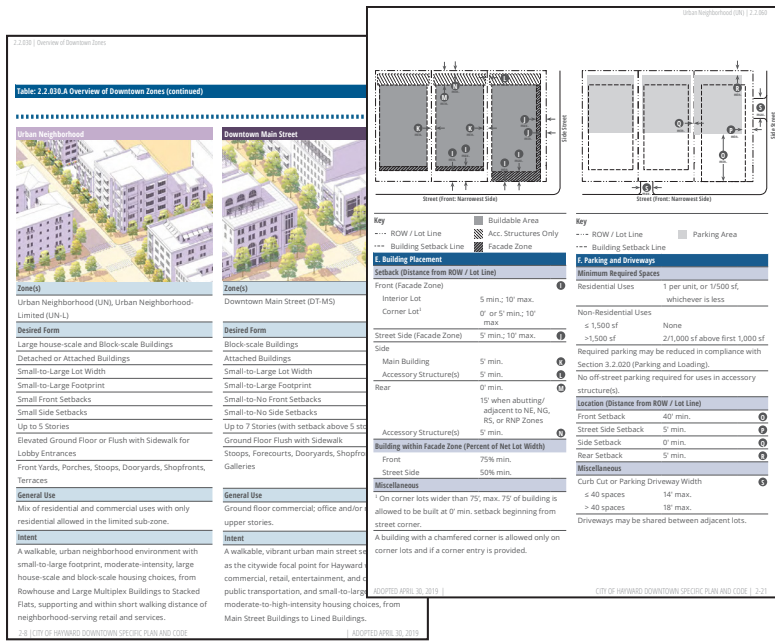 2.2.030 | Overview of Downtown Zones
Table: 2.2.030.A Overview of Downtown Zones (continued)
Urban Neighborhood
Zone(s)
Urban Neighborhood (UN), Urban Neighborhood-
Limited (UN-L)
Desired Form
Large house-scale and Block-scale Buildings
Detached or Attached Buildings
Small-to-Large Lot Width
Small-to-Large Footprint
Small Front Setbacks
Small Side Setbacks
Up to 5 Stories
Elevated Ground Floor or Flush with Sidewalk for
Lobby Entrances
Front Yards, Porches, Stoops, Dooryards, Shopfronts,
Terraces
General Use
Mix of residential and commercial uses with only
residential allowed in the limited sub-zone.
Intent
A walkable, urban neighborhood environment with
small-to-large footprint, moderate-intensity, large
house-scale and block-scale housing choices, from
Rowhouse and Large Multiplex Buildings to Stacked
Flats, supporting and within short walking distance of
neighborhood-serving retail and services.
Downtown Main Street
Zone(s)
Downtown Main Street (DT-MS)
Desired Form
Block-scale Buildings
Attached Buildings
Small-to-Large Lot Width
Small-to-Large Footprint
Small-to-No Front Setbacks
Small-to-No Side Setbacks
Up to 7 Stories (with setback above 5 sto
Ground Floor Flush with Sidewalk
Stoops, Forecourts, Dooryards, Shopfro
Galleries
General Use
Ground floor commercial; office and/or r
upper stories.
Intent
A walkable, vibrant urban main street se
as the citywide focal point for Hayward
commercial, retail, entertainment, and c
public transportation, and small-to-large
moderate-to-high-intensity housing choices, from
Main Street Buildings to Lined Buildings.
2-8 | CITY OF HAYWARD DOWNTOWN SPECIFIC PLAN AND CODE
| ADOPTED APRIL 30, 2019
Urban Neighborhood (UN) | 2.2.060
L
N
M
J
J
K
K
I
I
I
I
Side Street
Street (Front: Narrowest Side)
Key
ROW / Lot Line
Building Setback Line
Buildable Area
Acc. Structures Only
Facade Zone
E. Building Placement
Setback (Distance from ROW / Lot Line)
Front (Facade Zone) I
Interior Lot 5' min.; 10' max.
Corner Lot¹ 0' or 5' min.; 10'
max
Street Side (Facade Zone) 5' min.; 10' max. J
Side
Main Building 5' min. K
Accessory Structure(s) 5' min. L
Rear 0' min. M
15' when abutting/
adjacent to NE, NG,
RS, or RNP Zones
Accessory Structure(s) 5' min. N
Building within Facade Zone (Percent of Net Lot Width)
Front 75% min.
Street Side 50% min.
Miscellaneous
¹ On corner lots wider than 75', max. 75' of building is
allowed to be built at 0' min. setback beginning from
street corner.
A building with a chamfered corner is allowed only on
corner lots and if a corner entry is provided.
R
S
Q
P
O
S
Side Street
Street (Front: Narrowest Side)
Key
ROW / Lot Line
Building Setback Line
Parking Area
F. Parking and Driveways
Minimum Required Spaces
Residential Uses 1 per unit, or 1/500 sf,
whichever is less
Non-Residential Uses
≤ 1,500 sf None
>1,500 sf 2/1,000 sf above first 1,000 sf
Required parking may be reduced in compliance with
Section 3.2.020 (Parking and Loading).
No off-street parking required for uses in accessory
structure(s).
Location (Distance from ROW / Lot Line)
Front Setback 40' min. O
Street Side Setback 5' min. P
Side Setback 0' min. Q
Rear Setback 5' min. R
Miscellaneous
Curb Cut or Parking Driveway Width S
≤ 40 spaces 14' max.
> 40 spaces 18' max.
Driveways may be shared between adjacent lots.
ADOPTED APRIL 30, 2019 |
CITY OF HAYWARD DOWNTOWN SPECIFIC PLAN AND CODE | 2-21